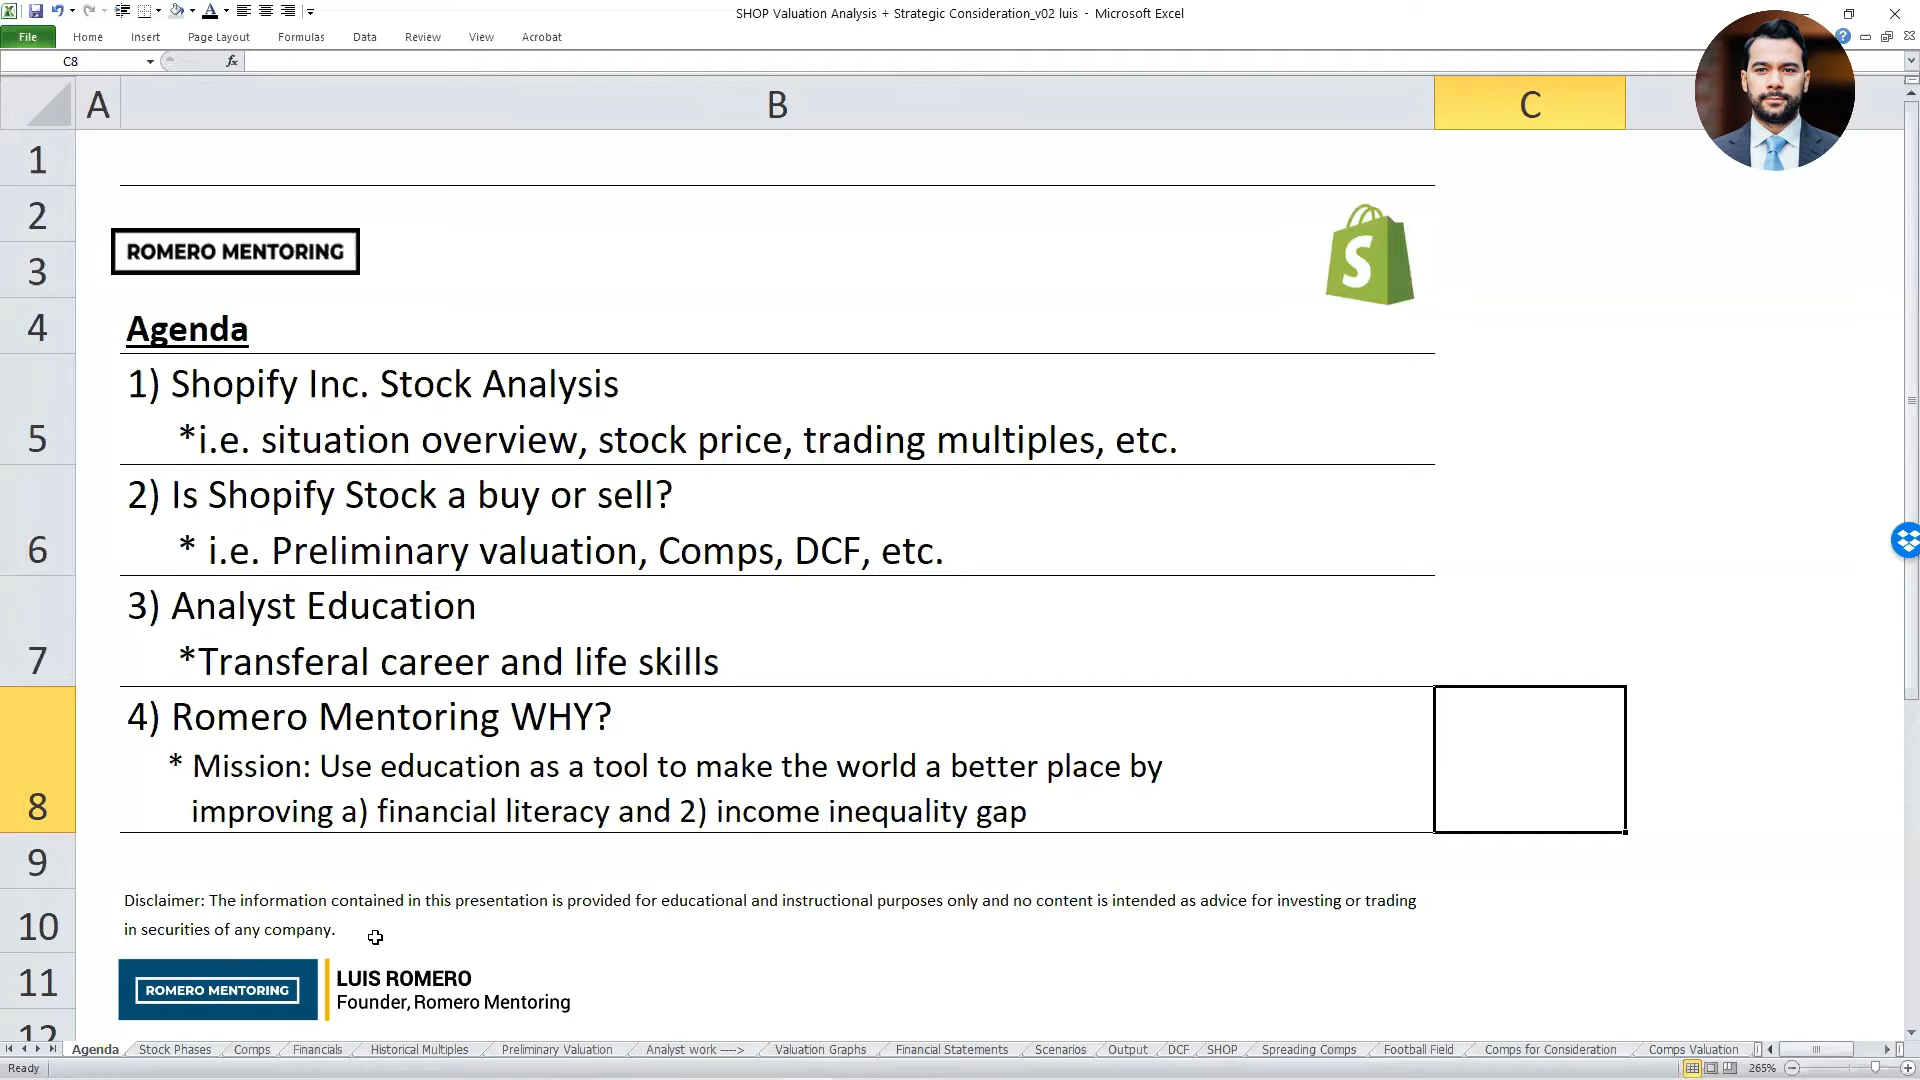 SHOP Valuation Analysis + Strategic Consideration_v02 luis - Microsoft Excel
File Home Insert Page Layout Formulas Data Review View Acrobat
C8 fx
A B C
1
2
3
ROMERO MENTORING
S
4
Agenda
1) Shopify Inc. Stock Analysis
5
*i.e. situation overview, stock price, trading multiples, etc.
2) Is Shopify Stock a buy or sell?
6
* i.e. Preliminary valuation, Comps, DCF, etc.
3) Analyst Education
7
*Transferal career and life skills
4) Romero Mentoring WHY?
* Mission: Use education as a tool to make the world a better place by
8
improving a) financial literacy and 2) income inequality gap
9
Disclaimer: The information contained in this presentation is provided for educational and instructional purposes only and no content is intended as advice for investing or trading
10
in securities of any company.
11
ROMERO MENTORING
LUIS ROMERO
Founder, Romero Mentoring
12
Agenda Stock Phases Comps Financials Historical Multiples Preliminary Valuation Analyst work ----> Valuation Graphs Financial Statements Scenarios Output DCF SHOP Spreading Comps Football Field Comps for Consideration Comps Valuation
Ready 265%